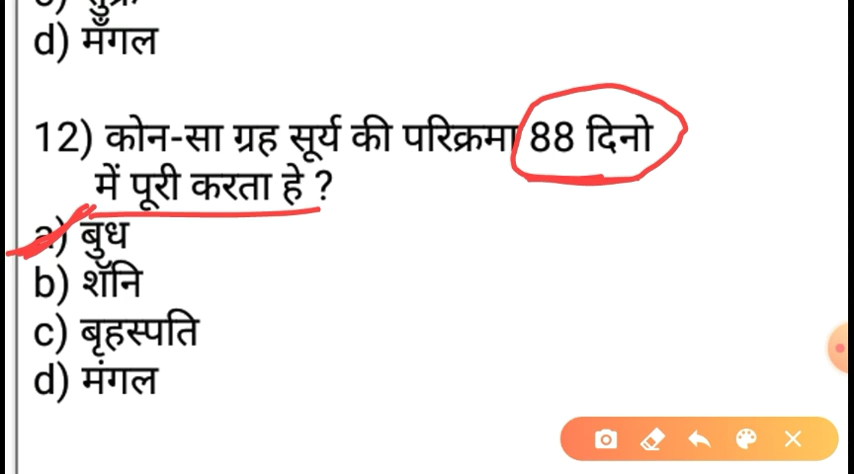 d) मँगल
12) कोन-सा ग्रह सूर्य की परिक्रमा 88 दिनो
में पूरी करता हे ?
a) बुध
b) शॅनि
c) बृहस्पति
d) मंगल